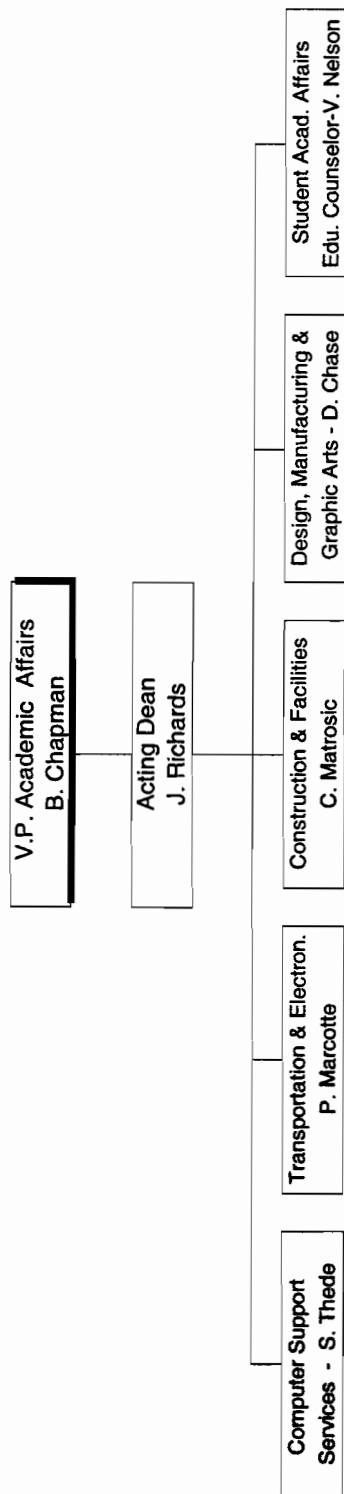 V.P. Academic Affairs
B. Chapman
Acting Dean
J. Richards
Computer Support
Services - S. Thede
Transportation & Electron.
P. Marcotte
Construction & Facilities
C. Matrosic
Design, Manufacturing &
Graphic Arts - D. Chase
Student Acad. Affairs
Edu. Counselor-V. Nelson